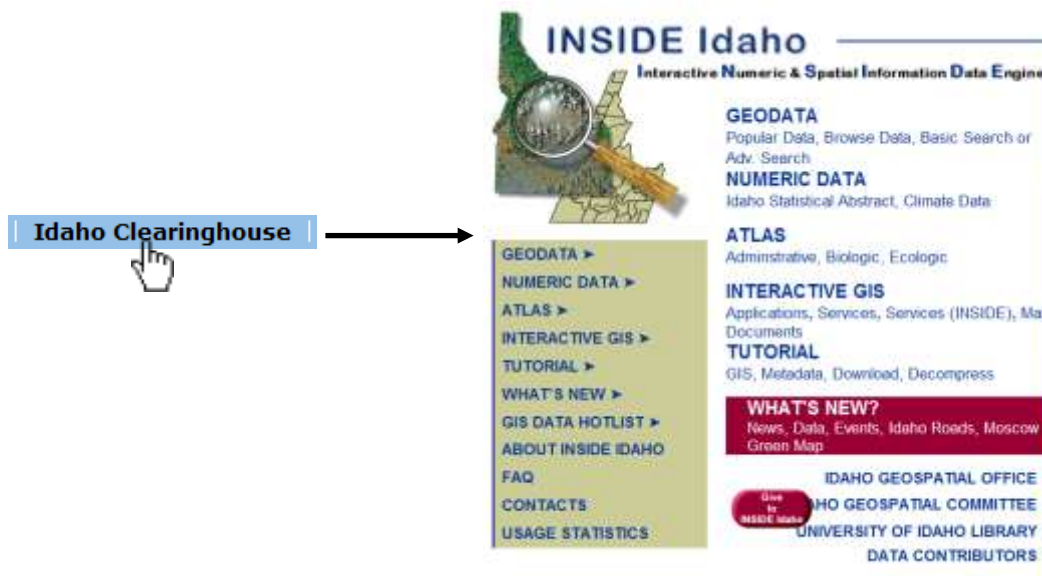 Idaho Clearinghouse
INSIDE Idaho
Interactive Numeric & Spatial Information Data Engine
GEODATA
Popular Data, Browse Data, Basic Search or
Adv. Search
NUMERIC DATA
Idaho Statistical Abstract, Climate Data
ATLAS
Adminstrative, Biologic, Ecologic
INTERACTIVE GIS
Applications, Services, Services (INSIDE), Ma
Documents
TUTORIAL
GIS, Metadata, Download, Decompress
WHAT'S NEW?
News, Data, Events, Idaho Roads, Moscow
Green Map
GEODATA ➤
NUMERIC DATA ➤
ATLAS ➤
INTERACTIVE GIS ➤
TUTORIAL ➤
WHAT'S NEW ➤
GIS DATA HOTLIST ➤
ABOUT INSIDE IDAHO
FAQ
CONTACTS
USAGE STATISTICS
IDAHO GEOSPATIAL OFFICE
Give
to
INSIDE Idaho
HO GEOSPATIAL COMMITTEE
UNIVERSITY OF IDAHO LIBRARY
DATA CONTRIBUTORS